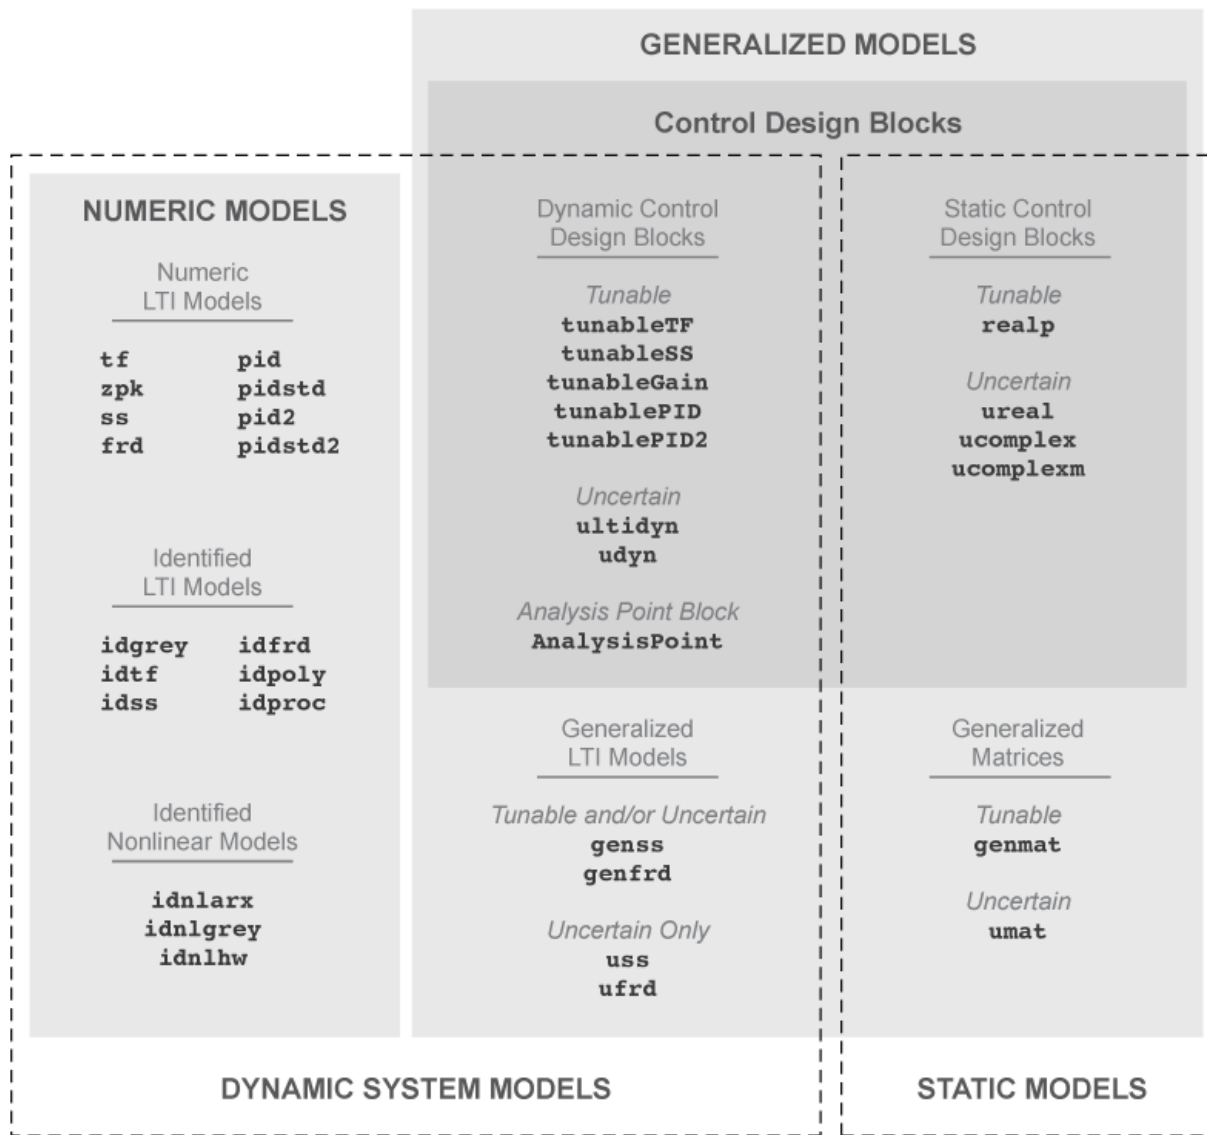 GENERALIZED MODELS
Control Design Blocks
NUMERIC MODELS
Numeric
LTI Models
tf pid
zpk pidstd
ss pid2
frd pidstd2
Identified
LTI Models
idgrey idfrd
idtf idpoly
idss idproc
Identified
Nonlinear Models
idnlarx
idnlgrey
idnlhw
Dynamic Control
Design Blocks
Tunable
tunableTF
tunableSS
tunableGain
tunablePID
tunablePID2
Uncertain
ultidyn
udyn
Analysis Point Block
AnalysisPoint
Generalized
LTI Models
Tunable and/or Uncertain
genss
genfrd
Uncertain Only
uss
ufrd
Static Control
Design Blocks
Tunable
realp
Uncertain
ureal
ucomplex
ucomplexm
Generalized
Matrices
Tunable
genmat
Uncertain
umat
DYNAMIC SYSTEM MODELS
STATIC MODELS